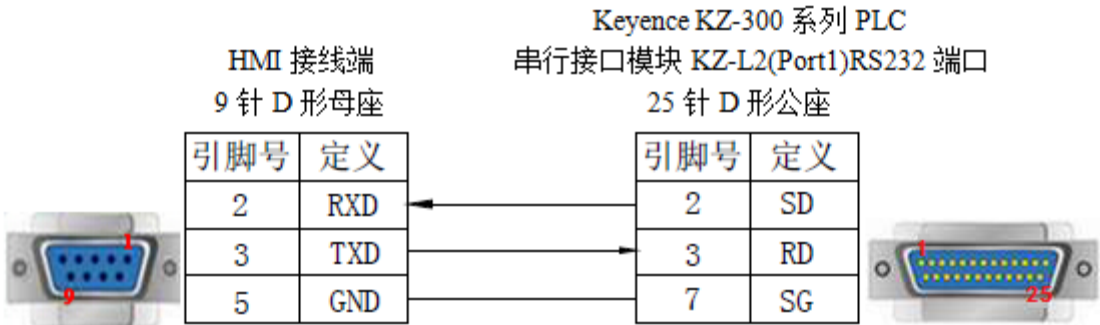 Keyence KZ-300 系列 PLC
HMI 接线端 串行接口模块 KZ-L2(Port1)RS232 端口
9 针 D 形母座 25 针 D 形公座
引脚号 定义 引脚号 定义
2 RXD 2 SD
3 TXD 3 RD
5 GND 7 SG
1 1
9 25